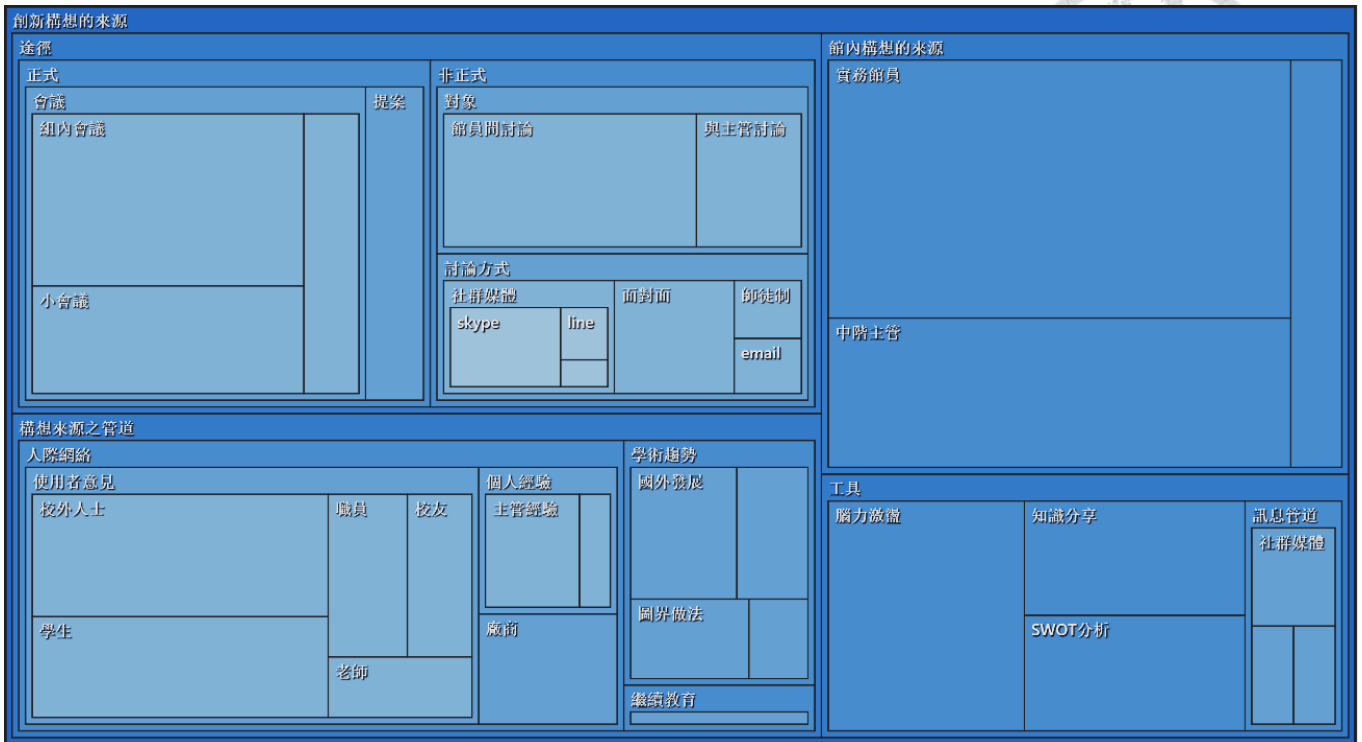 創新構想的來源
途徑
正式
會議
組內會議
小會議
提案
非正式
對象
館員間討論
與主管討論
討論方式
社群媒體
skype
line
面對面
師徒制
email
館內構想的來源
實務館員
中階主管
構想來源之管道
人際網絡
使用者意見
校外人士
學生
職員
校友
老師
個人經驗
主管經驗
廠商
學術趨勢
國外發展
圖界做法
繼續教育
工具
腦力激盪
知識分享
SWOT分析
訊息管道
社群媒體